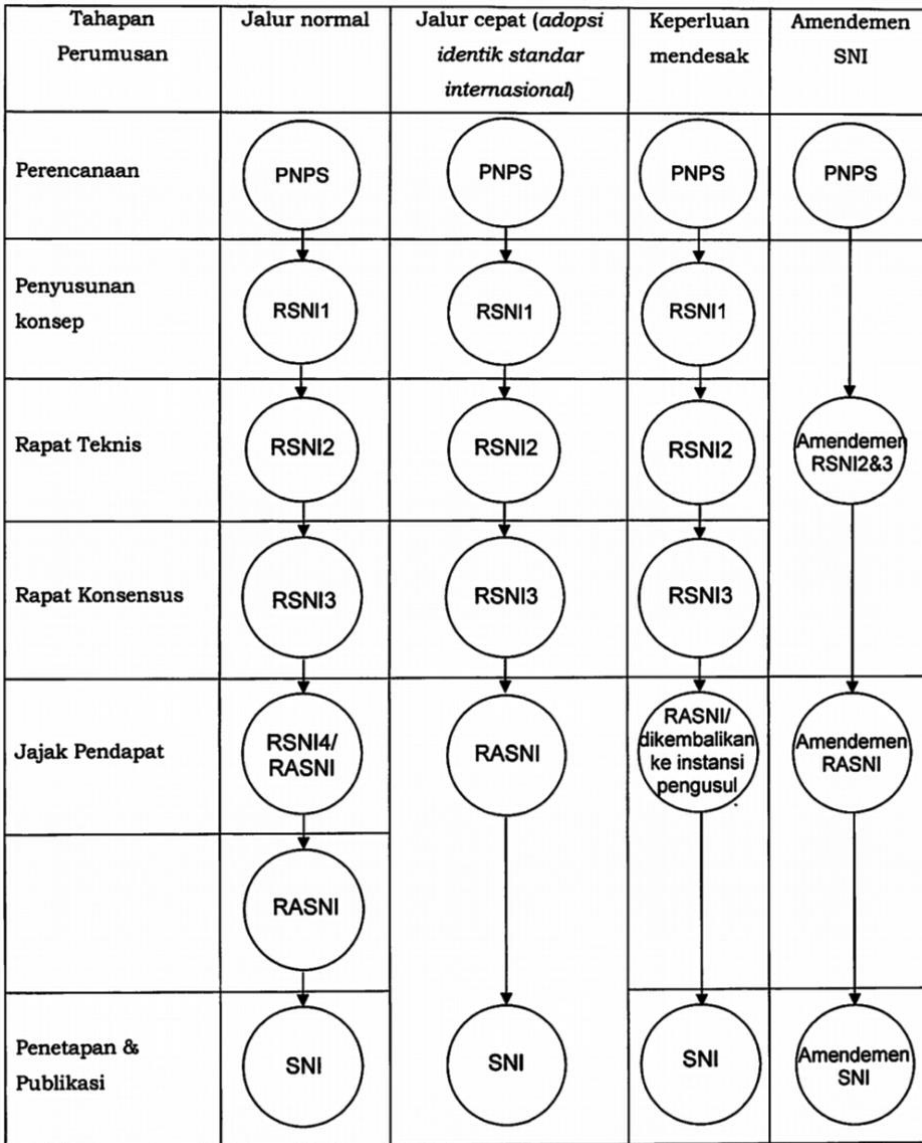 Tahapan
Perumusan
Jalur normal
Jalur cepat (adopsi
identik standar
internasional)
Keperluan
mendesak
Amendemen
SNI
Perencanaan
PNPS
PNPS
PNPS
PNPS
Penyusunan
konsep
RSNI1
RSNI1
RSNI1
Rapat Teknis
RSNI2
RSNI2
RSNI2
Amendemen
RSNI2&3
Rapat Konsensus
RSNI3
RSNI3
RSNI3
Jajak Pendapat
RSNI4/
RASNI
RASNI
RASNI/
dikembalikan
ke instansi
pengusul
Amendemen
RASNI
RASNI
Penetapan &
Publikasi
SNI
SNI
SNI
Amendemen
SNI